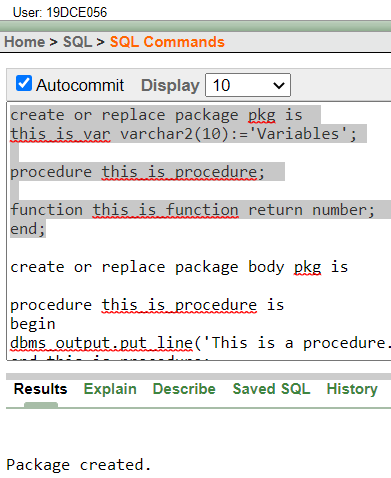 User: 19DCE056
Home > SQL > SQL Commands
Autocommit Display 10
create or replace package pkg is
this_is_var varchar2(10):='Variables';
procedure this_is_procedure;
function this_is_function return number;
end;
create or replace package body pkg is
procedure this_is_procedure is
begin
dbms_output.put_line('This is a procedure.
end this_is_procedure;
Results Explain Describe Saved SQL History
Package created.